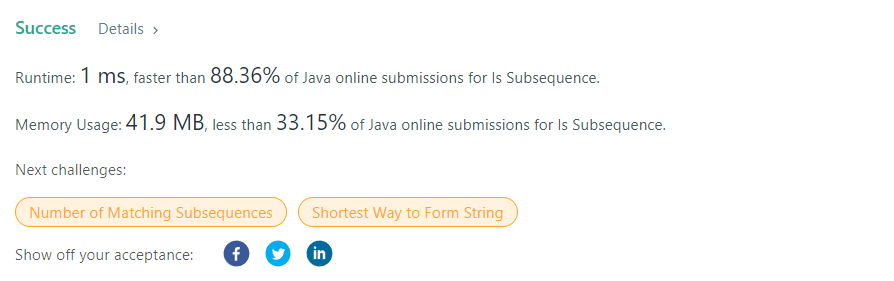 Success Details >
Runtime: 1 ms, faster than 88.36% of Java online submissions for Is Subsequence.
Memory Usage: 41.9 MB, less than 33.15% of Java online submissions for Is Subsequence.
Next challenges:
Number of Matching Subsequences Shortest Way to Form String
Show off your acceptance: f in